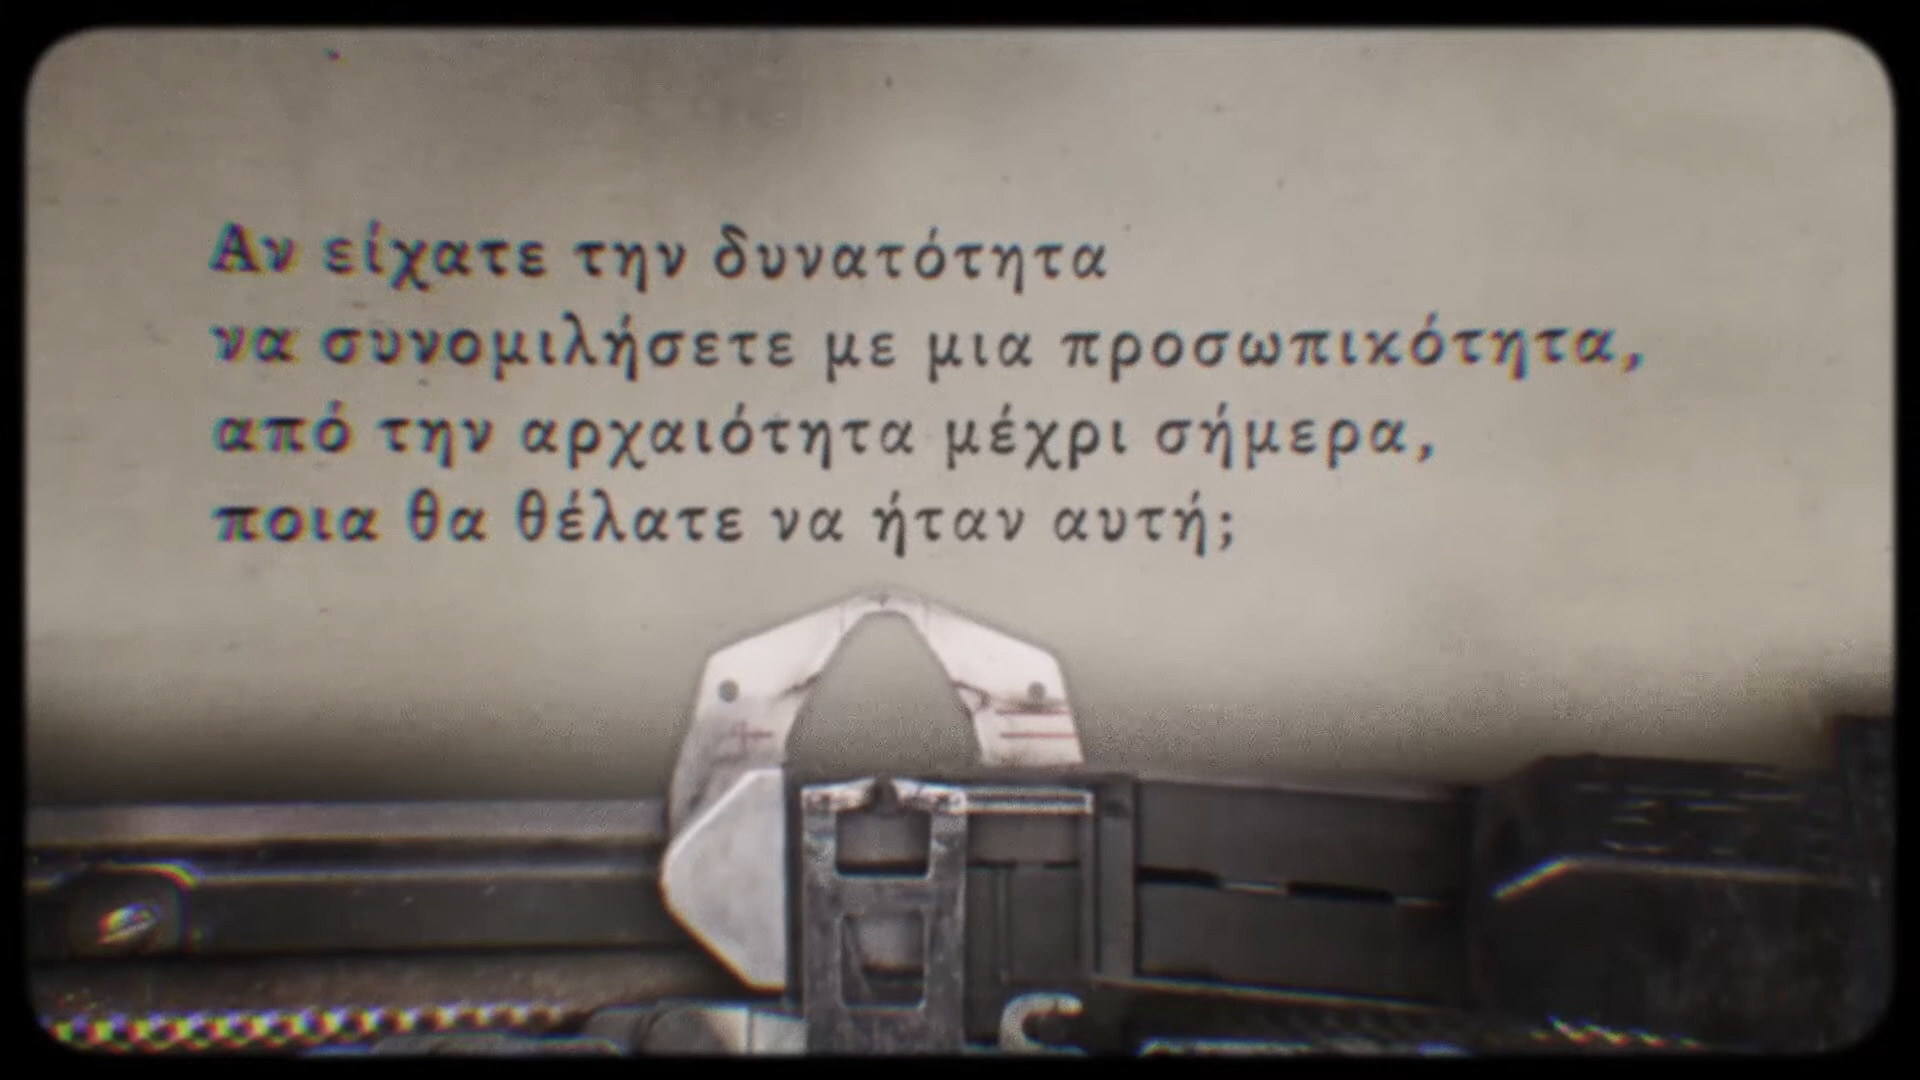 Αν είχατε την δυνατότητα
να συνομιλήσετε με μια προσωπικότητα,
από την αρχαιότητα μέχρι σήμερα,
ποια θα θέλατε να ήταν αυτή;